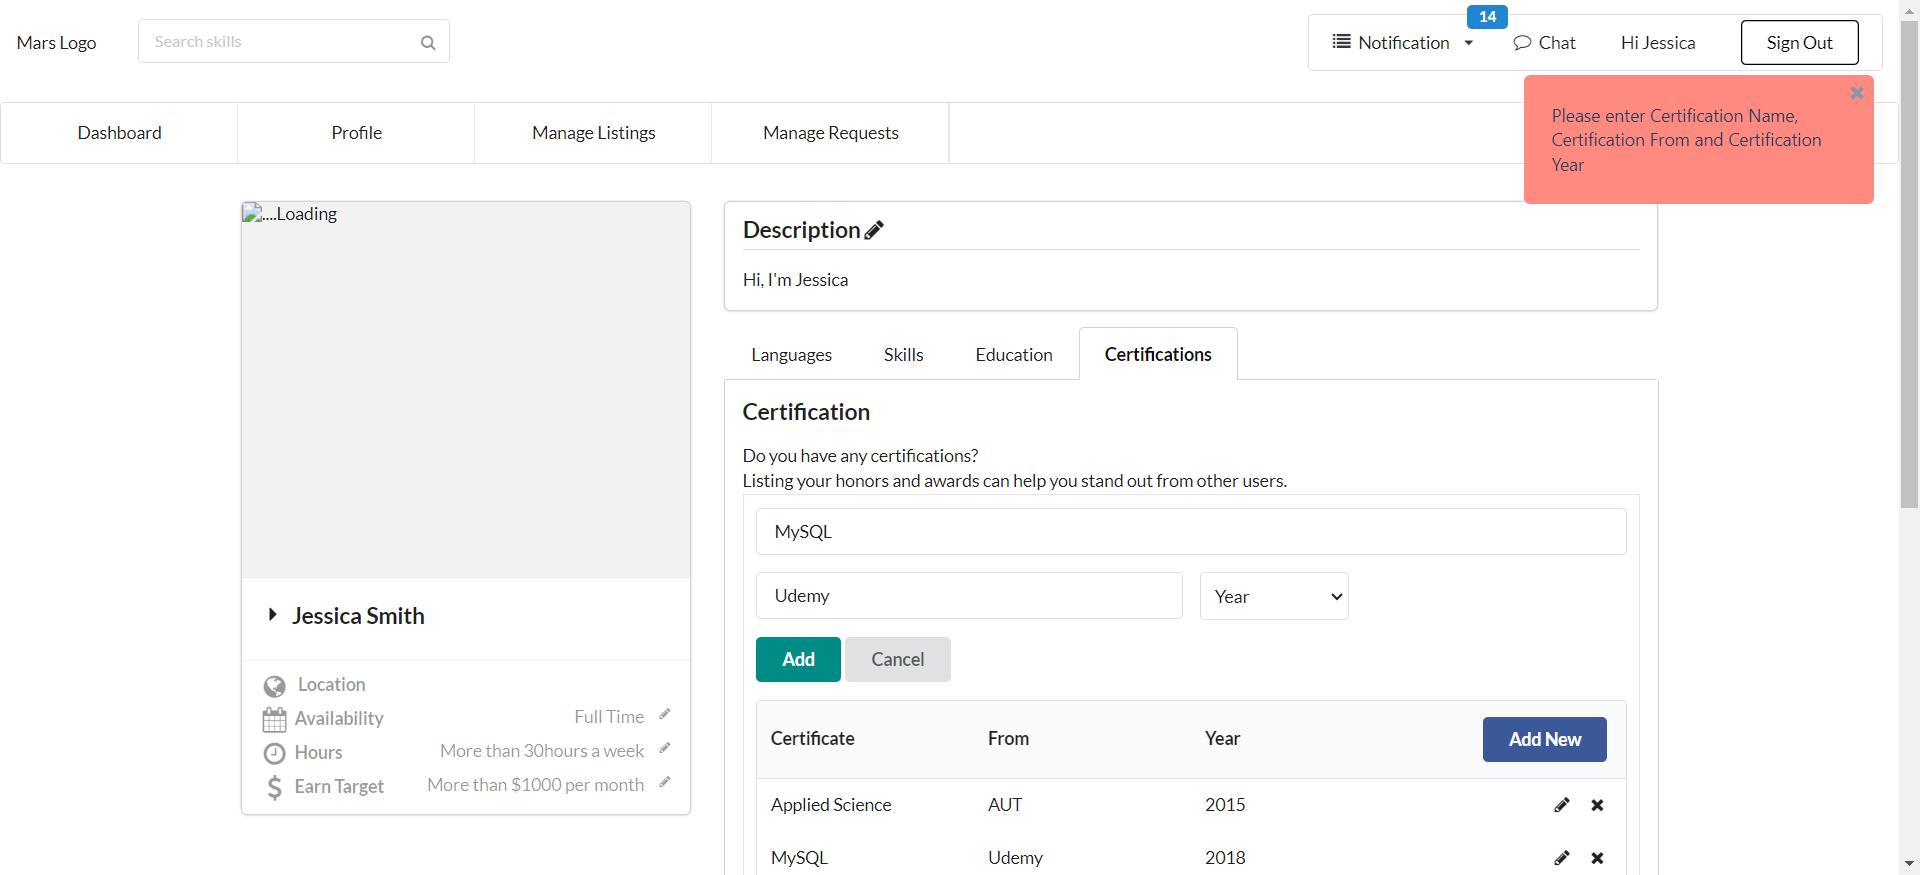 14
Mars Logo
Search skills
Notification
Chat
Hi Jessica
Sign Out
Please enter Certification Name,
Certification From and Certification
Year
Dashboard
Profile
Manage Listings
Manage Requests
....Loading
Description
Hi, I'm Jessica
Languages
Skills
Education
Certifications
Certification
Do you have any certifications?
Listing your honors and awards can help you stand out from other users.
MySQL
Udemy
Year
Add
Cancel
Jessica Smith
Location
Availability
Full Time
Hours
More than 30hours a week
Earn Target
More than $1000 per month
Certificate
From
Year
Add New
Applied Science
AUT
2015
MySQL
Udemy
2018